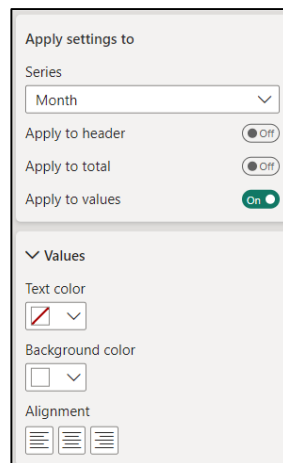 Apply settings to
Series
Month
Apply to header Off
Apply to total Off
Apply to values On
Values
Text color
Background color
Alignment